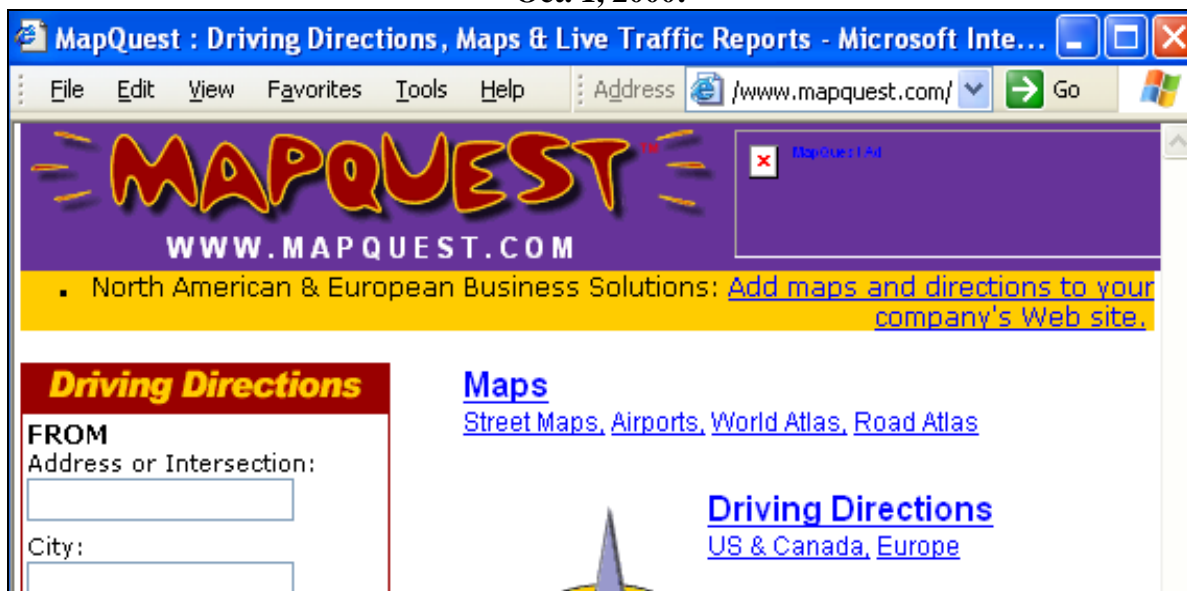 MapQuest : Driving Directions, Maps & Live Traffic Reports - Microsoft Inte...
File Edit View Favorites Tools Help Address /www.mapquest.com/ Go
MAPQUEST™
MapQuest Ad
WWW.MAPQUEST.COM
North American & European Business Solutions: Add maps and directions to your
company's Web site.
Driving Directions
FROM
Address or Intersection:
City:
Maps
Street Maps, Airports, World Atlas, Road Atlas
Driving Directions
US & Canada, Europe